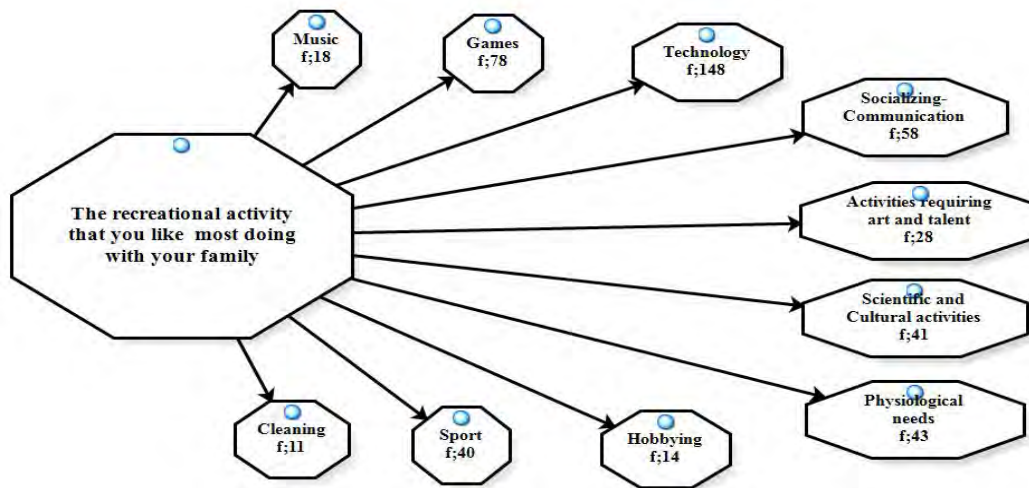 Music
f;18
Games
f;78
Technology
f;148
Socializing-
Communication
f;58
The recreational activity
that you like most doing
with your family
Activities requiring
art and talent
f;28
Scientific and
Cultural activities
f;41
Physiological
needs
f;43
Cleaning
f;11
Sport
f;40
Hobbying
f;14